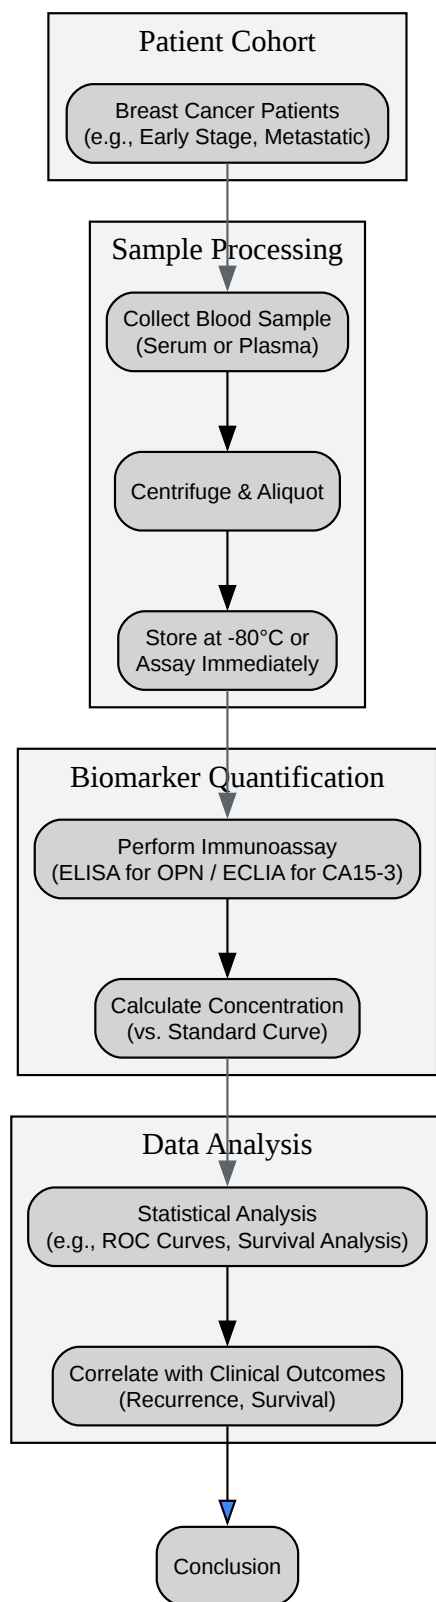 Patient Cohort
Breast Cancer Patients
(e.g., Early Stage, Metastatic)
Sample Processing
Collect Blood Sample
(Serum or Plasma)
Centrifuge & Aliquot
Store at -80°C or
Assay Immediately
Biomarker Quantification
Perform Immunoassay
(ELISA for OPN / ECLIA for CA15-3)
Calculate Concentration
(vs. Standard Curve)
Data Analysis
Statistical Analysis
(e.g., ROC Curves, Survival Analysis)
Correlate with Clinical Outcomes
(Recurrence, Survival)
Conclusion